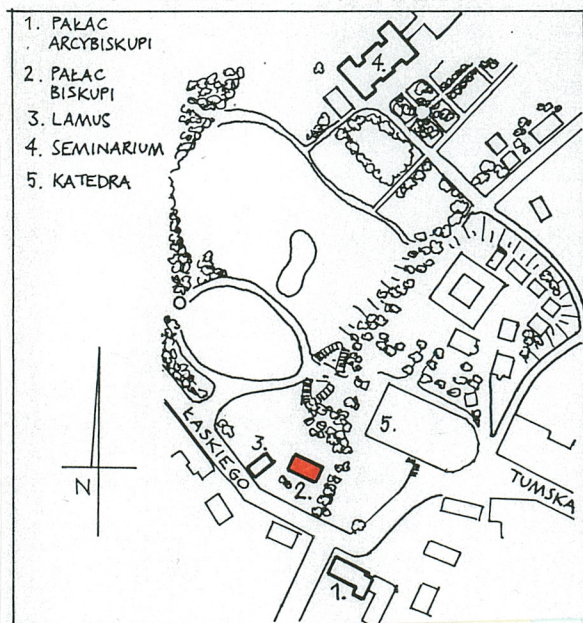 1. PAŁAC
ARCYBISKUPI
2. PAŁAC
BISKUPI
3. LAMUS
4. SEMINARIUM
5. KATEDRA
4.
5.
3.
2.
1.
ŁASKIEGO
TUMSKA
N